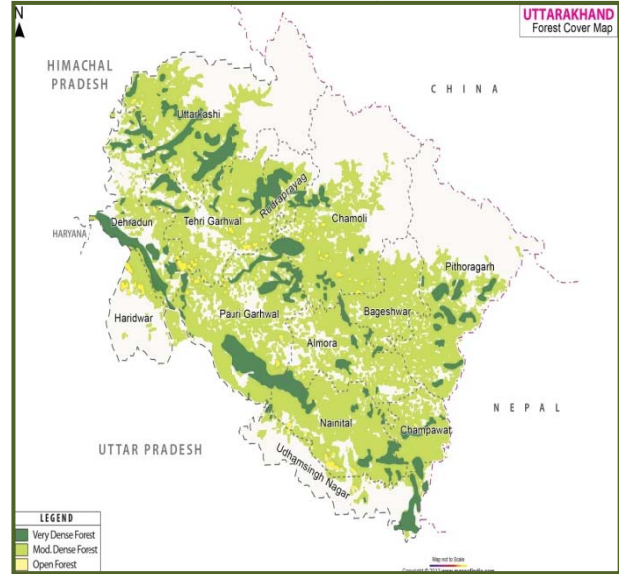 N
UTTARAKHAND
Forest Cover Map
HIMACHAL
PRADESH
CHINA
Uttarkashi
Rudraprayag
Dehradun
Tehri Garhwal
Chamoli
HARYANA
Pithoragarh
Haridwar
Pauri Garhwal
Bageshwar
Almora
NEPAL
Nainital
Champawat
UTTAR PRADESH
Udhamsingh Nagar
LEGEND
Very Dense Forest
Mod. Dense Forest
Open Forest
Map not to Scale